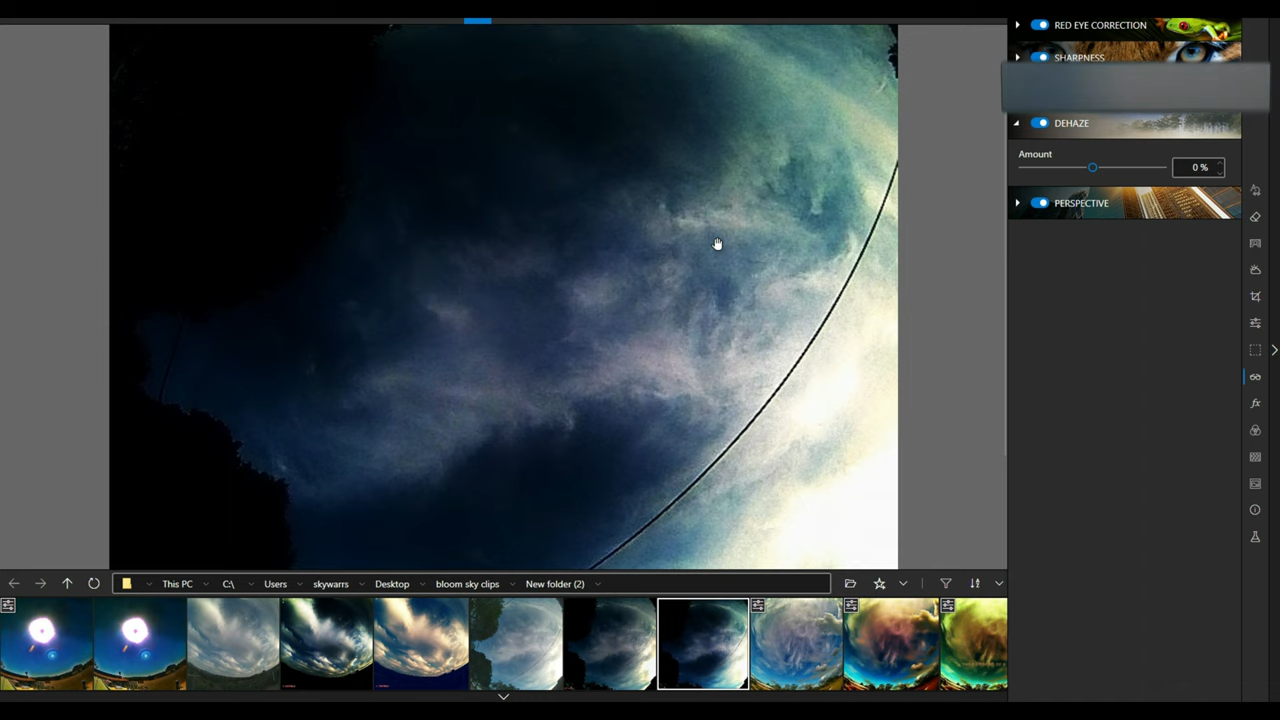 RED EYE CORRECTION
SHARPNESS
DEHAZE
Amount
0 %
PERSPECTIVE
This PC
C:\
Users
skywarrs
Desktop
bloom sky clips
New folder (2)
fx